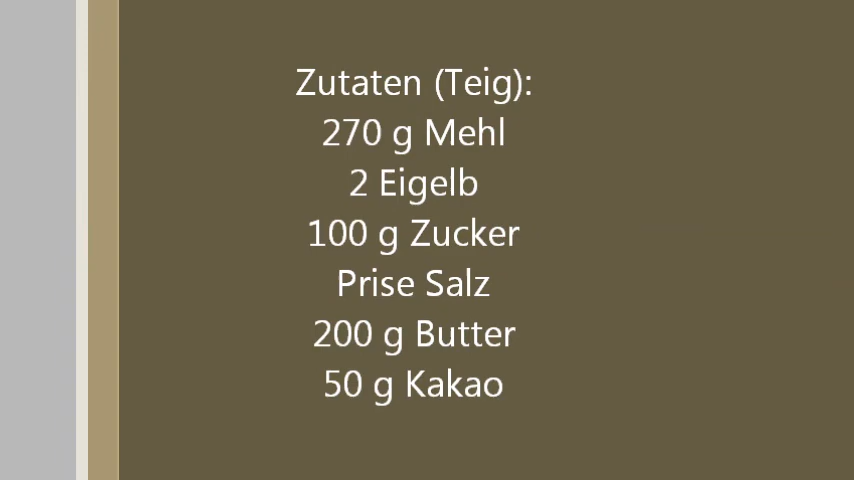 Zutaten (Teig):
270 g Mehl
2 Eigelb
100 g Zucker
Prise Salz
200 g Butter
50 g Kakao